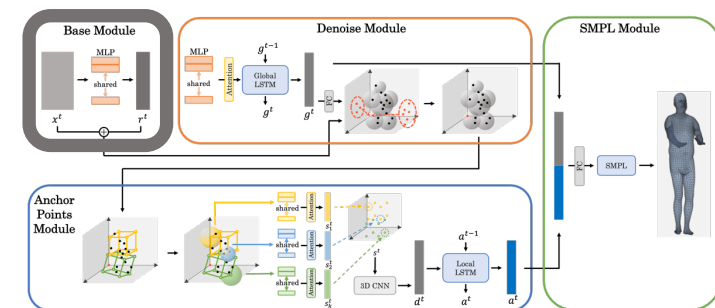 Base Module
MLP
shared
x^t
r^t
Denoise Module
MLP
shared
Attention
g^{t-1}
Global
LSTM
g^t
g^t
FC
SMPL Module
FC
SMPL
Anchor
Points
Module
shared
Attention
s_1^t
shared
Attention
s_2^t
shared
Attention
s_k^t
s^t
3D CNN
d^t
a^{t-1}
Local
LSTM
a^t
a^t